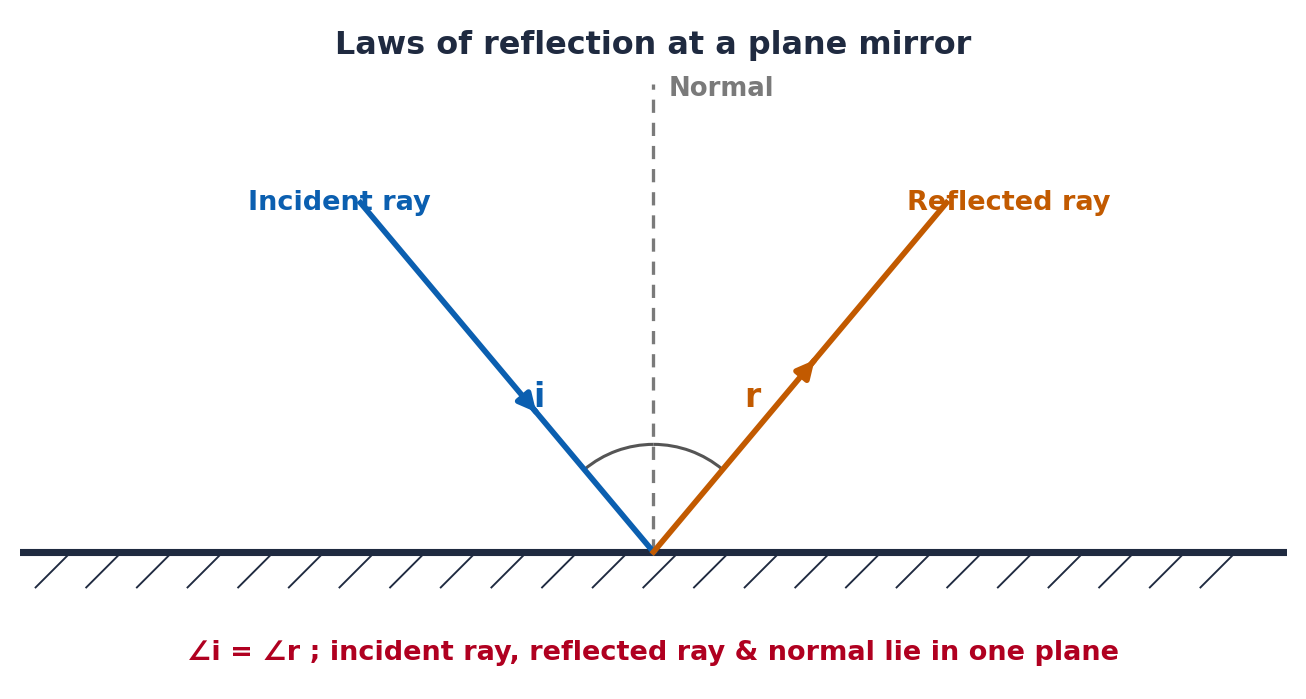 Laws of reflection at a plane mirror
Normal
Incident ray
Reflected ray
i
r
∠i = ∠r ; incident ray, reflected ray & normal lie in one plane